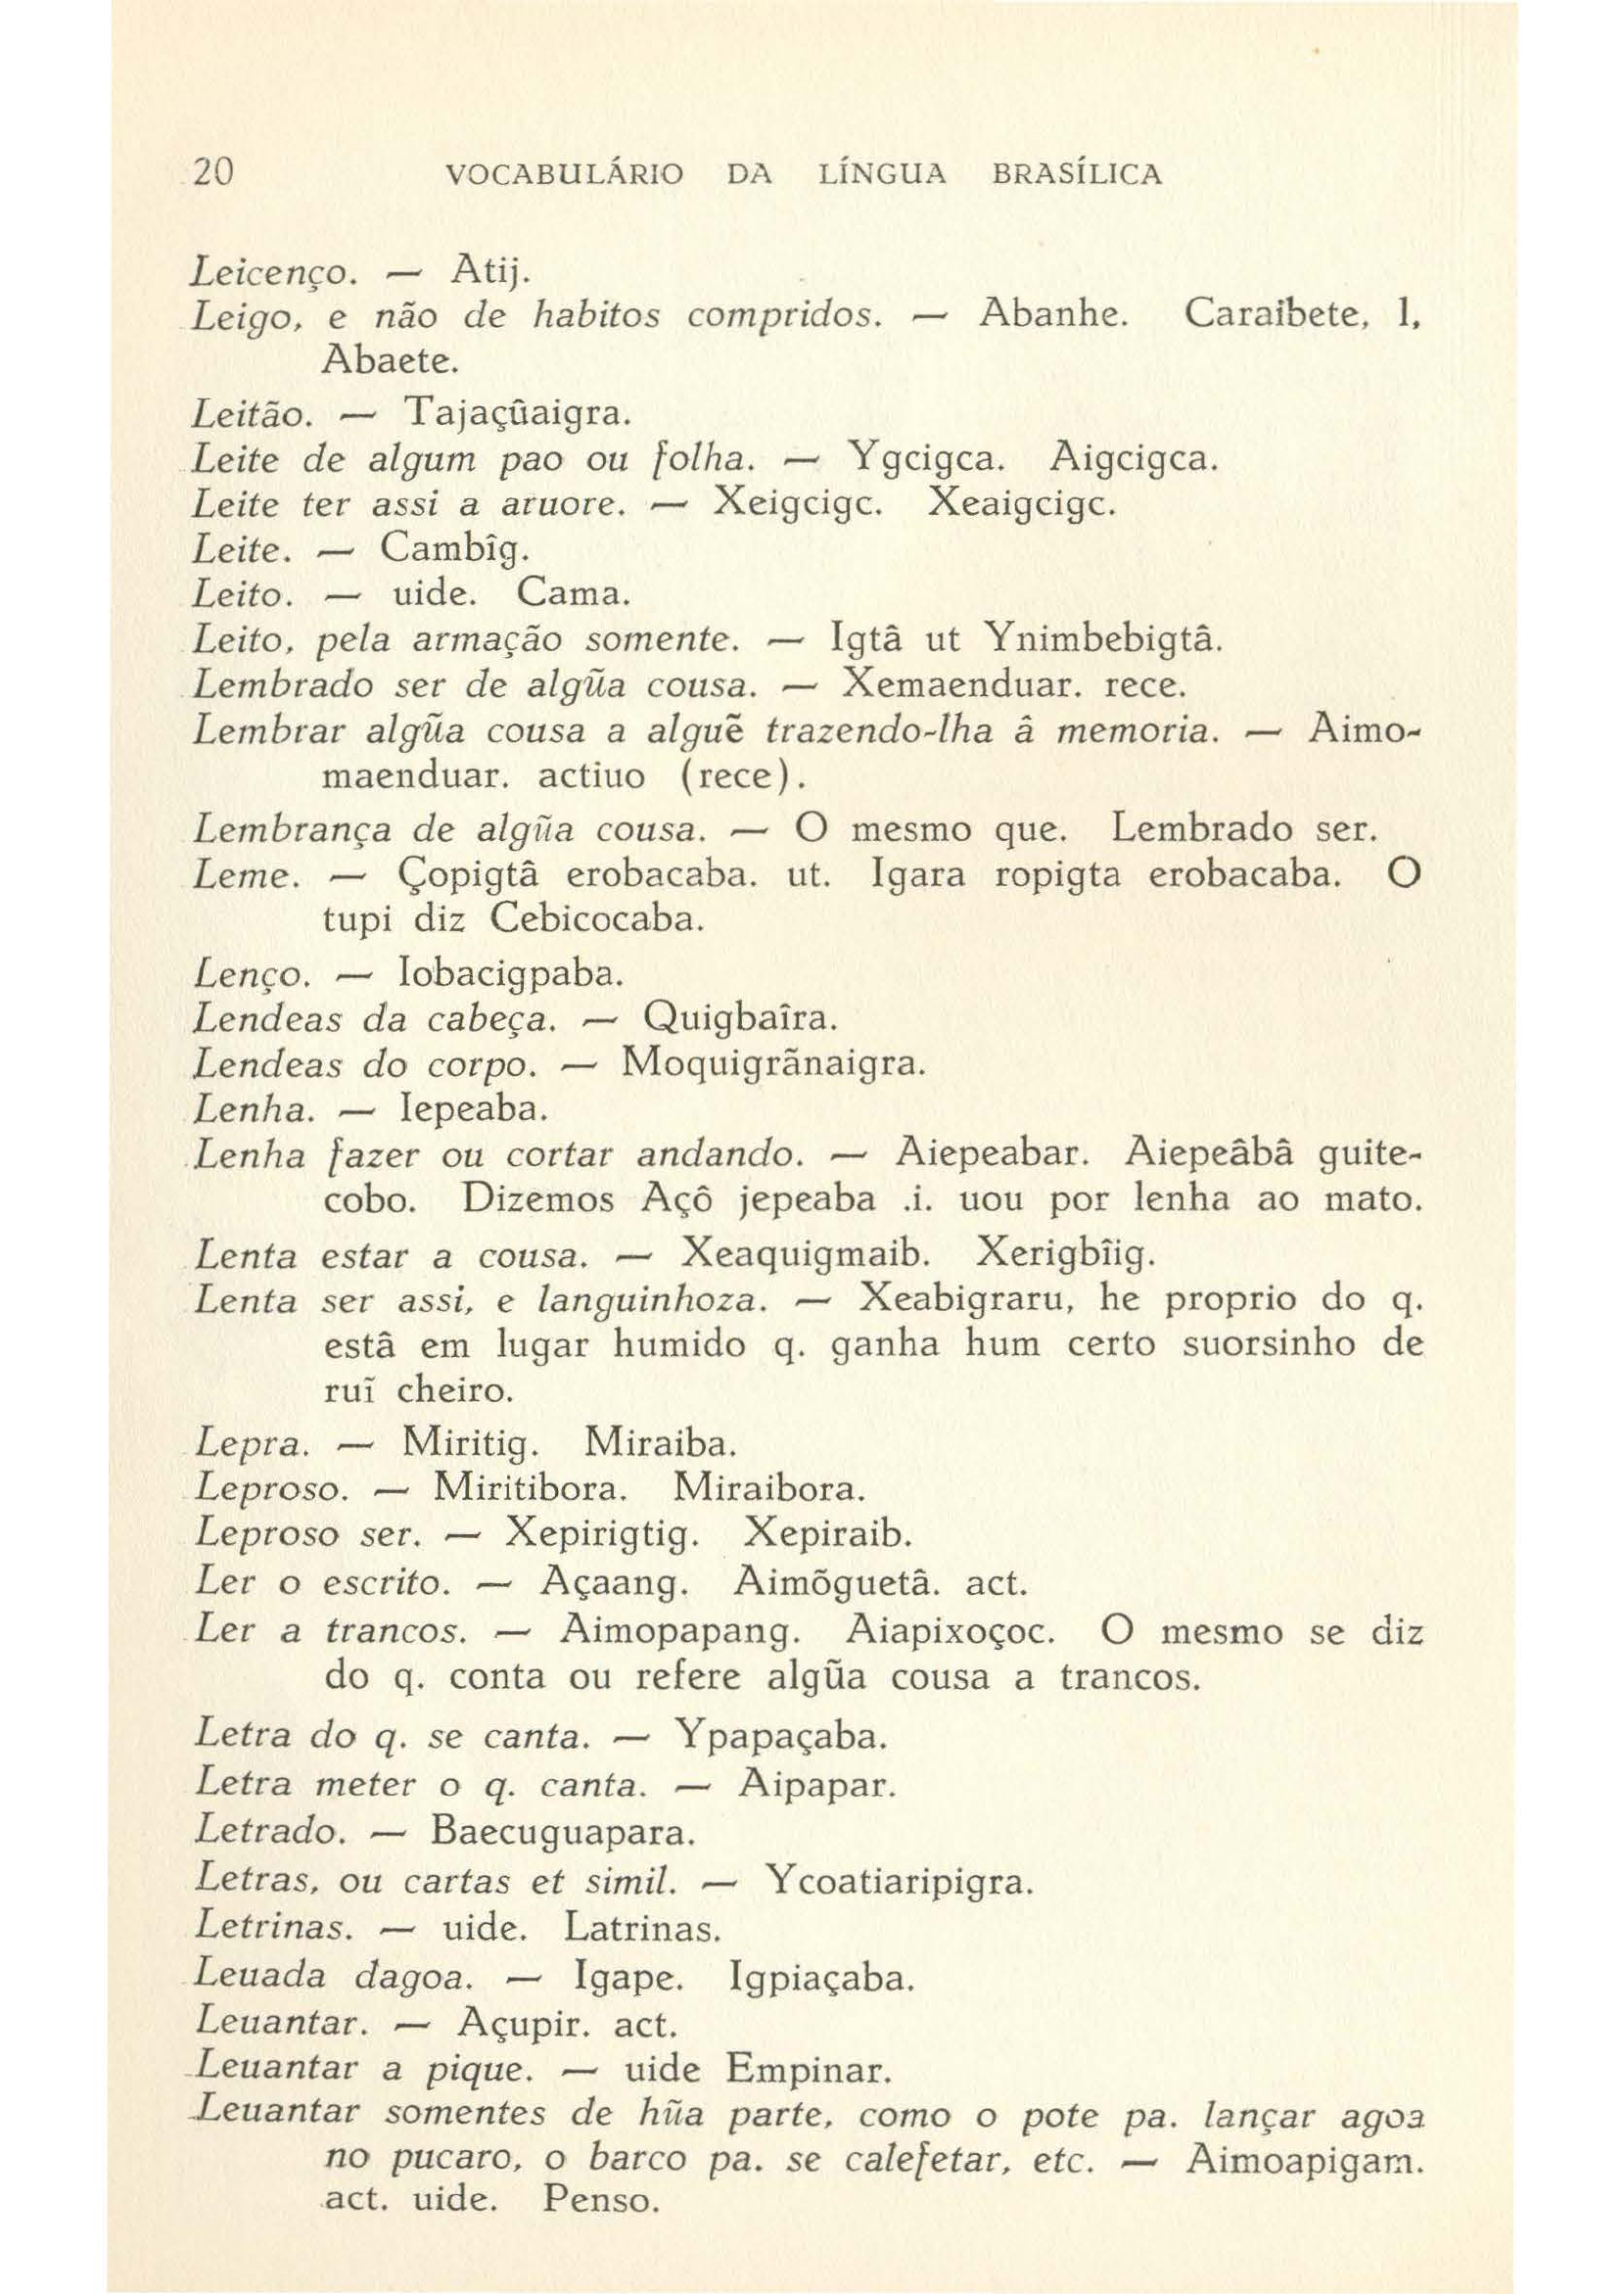 20 VOCABULÁRIO DA LÍNGUA BRASÍLICA
Leicenço. — Atij.
Leigo, e não de habitos compridos. — Abanhe. Caraîbete, l,
Abaete.
Leitão. — Tajaçûaigra.
Leite de algum pao ou folha. — Ygcigca. Aigcigca.
Leite ter assi a aruore. — Xeigcigc. Xeaigcigc.
Leite. — Cambîg.
Leito. — uide. Cama.
Leito, pela armação somente. — Igtâ ut Ynimbebigtâ.
Lembrado ser de algũa cousa. — Xemaenduar. rece.
Lembrar algũa cousa a alguẽ trazendo-lha â memoria. — Aimo-
maenduar. actiuo (rece).
Lembrança de algũa cousa. — O mesmo que. Lembrado ser.
Leme. — Çopigtâ erobacaba. ut. Igara ropigta erobacaba. O
tupi diz Cebicocaba.
Lenço. — Iobacigpaba.
Lendeas da cabeça. — Quigbaîra.
Lendeas do corpo. — Moquigrãnaigra.
Lenha. — Iepeaba.
Lenha fazer ou cortar andando. — Aiepeabar. Aiepeâbâ guite-
cobo. Dizemos Açô jepeaba .i. uou por lenha ao mato.
Lenta estar a cousa. — Xeaquigmaib. Xerigbîig.
Lenta ser assi, e languinhoza. — Xeabigraru, he proprio do q.
estâ em lugar humido q. ganha hum certo suorsinho de
ruĩ cheiro.
Lepra. — Miritig. Miraiba.
Leproso. — Miritibora. Miraibora.
Leproso ser. — Xepirigtig. Xepiraib.
Ler o escrito. — Açaang. Aimõguetâ. act.
Ler a trancos. — Aimopapang. Aiapixoçoc. O mesmo se diz
do q. conta ou refere algũa cousa a trancos.
Letra do q. se canta. — Ypapaçaba.
Letra meter o q. canta. — Aipapar.
Letrado. — Baecuguapara.
Letras, ou cartas et simil. — Ycoatiaripigra.
Letrinas. — uide. Latrinas.
Leuada dagoa. — Igape. Igpiaçaba.
Leuantar. — Açupir. act.
Leuantar a pique. — uide Empinar.
Leuantar somentes de hũa parte, como o pote pa. lançar agoa
no pucaro, o barco pa. se calefetar, etc. — Aimoapigam.
act. uide. Penso.